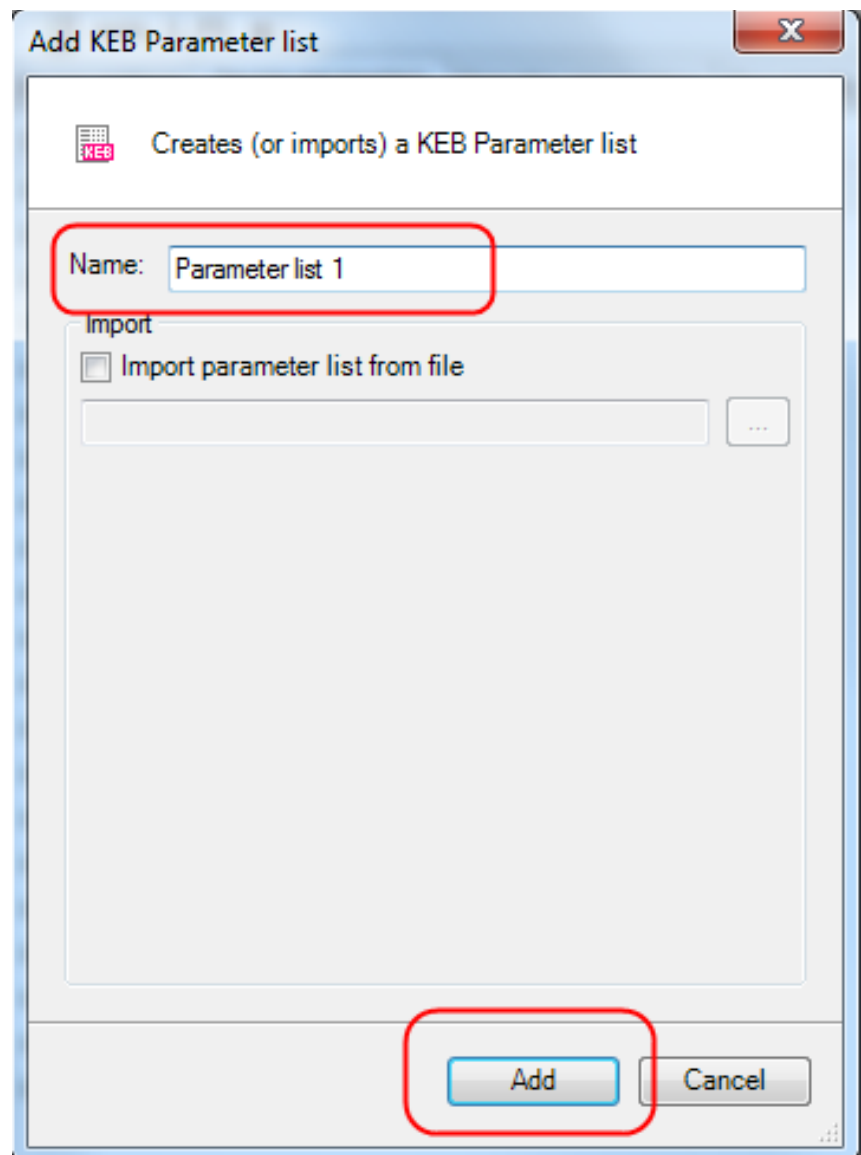 Add KEB Parameter list
X
KEB
Creates (or imports) a KEB Parameter list
Name: Parameter list 1
Import
Import parameter list from file
...
Add Cancel